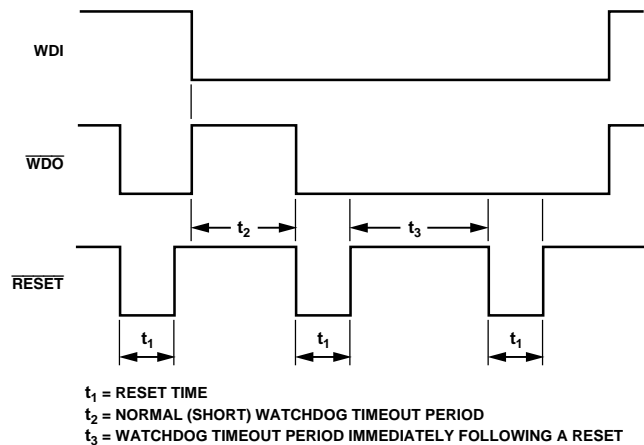 WDI
WDO
t2
t3
RESET
t1
t1
t1
t1 = RESET TIME
t2 = NORMAL (SHORT) WATCHDOG TIMEOUT PERIOD
t3 = WATCHDOG TIMEOUT PERIOD IMMEDIATELY FOLLOWING A RESET